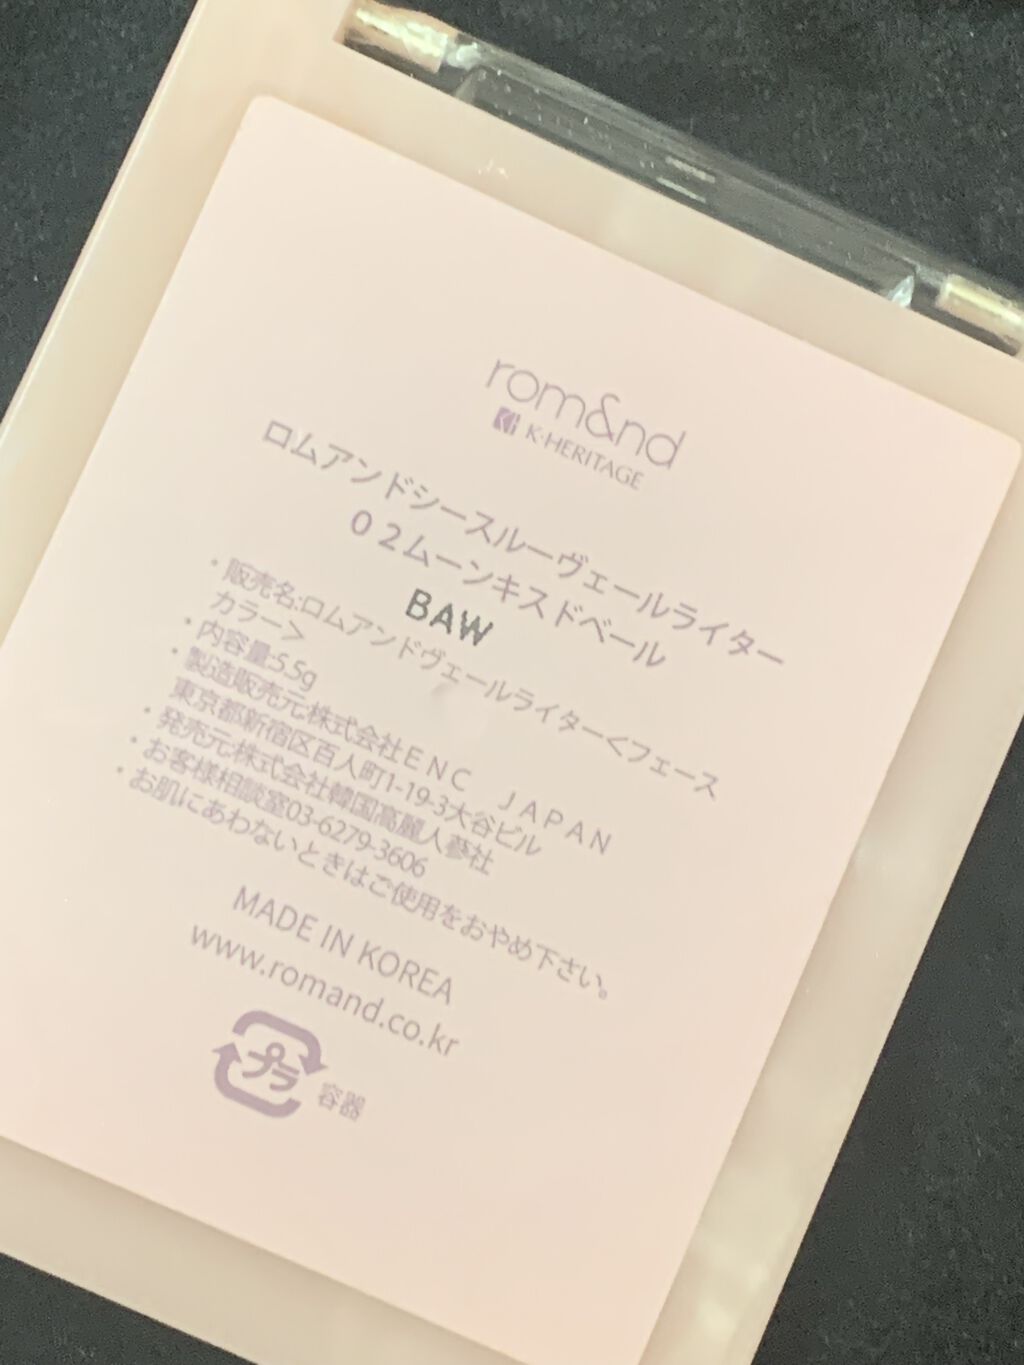 rom&nd
K·HERITAGE
ロムアンドシースルーヴェールライター
02ムーンキスドベール
BAW
・販売名:ロムアンドヴェールライター<フェース
カラー>
・内容量:5.5g
・製造販売元:株式会社ENC JAPAN
東京都新宿区百人町1-19-3大谷ビル
・発売元:株式会社韓国高麗人蔘社
・お客様相談室03-6279-3606
・お肌にあわないときはご使用をおやめ下さい。
MADE IN KOREA
www.romand.co.kr
プラ
容器